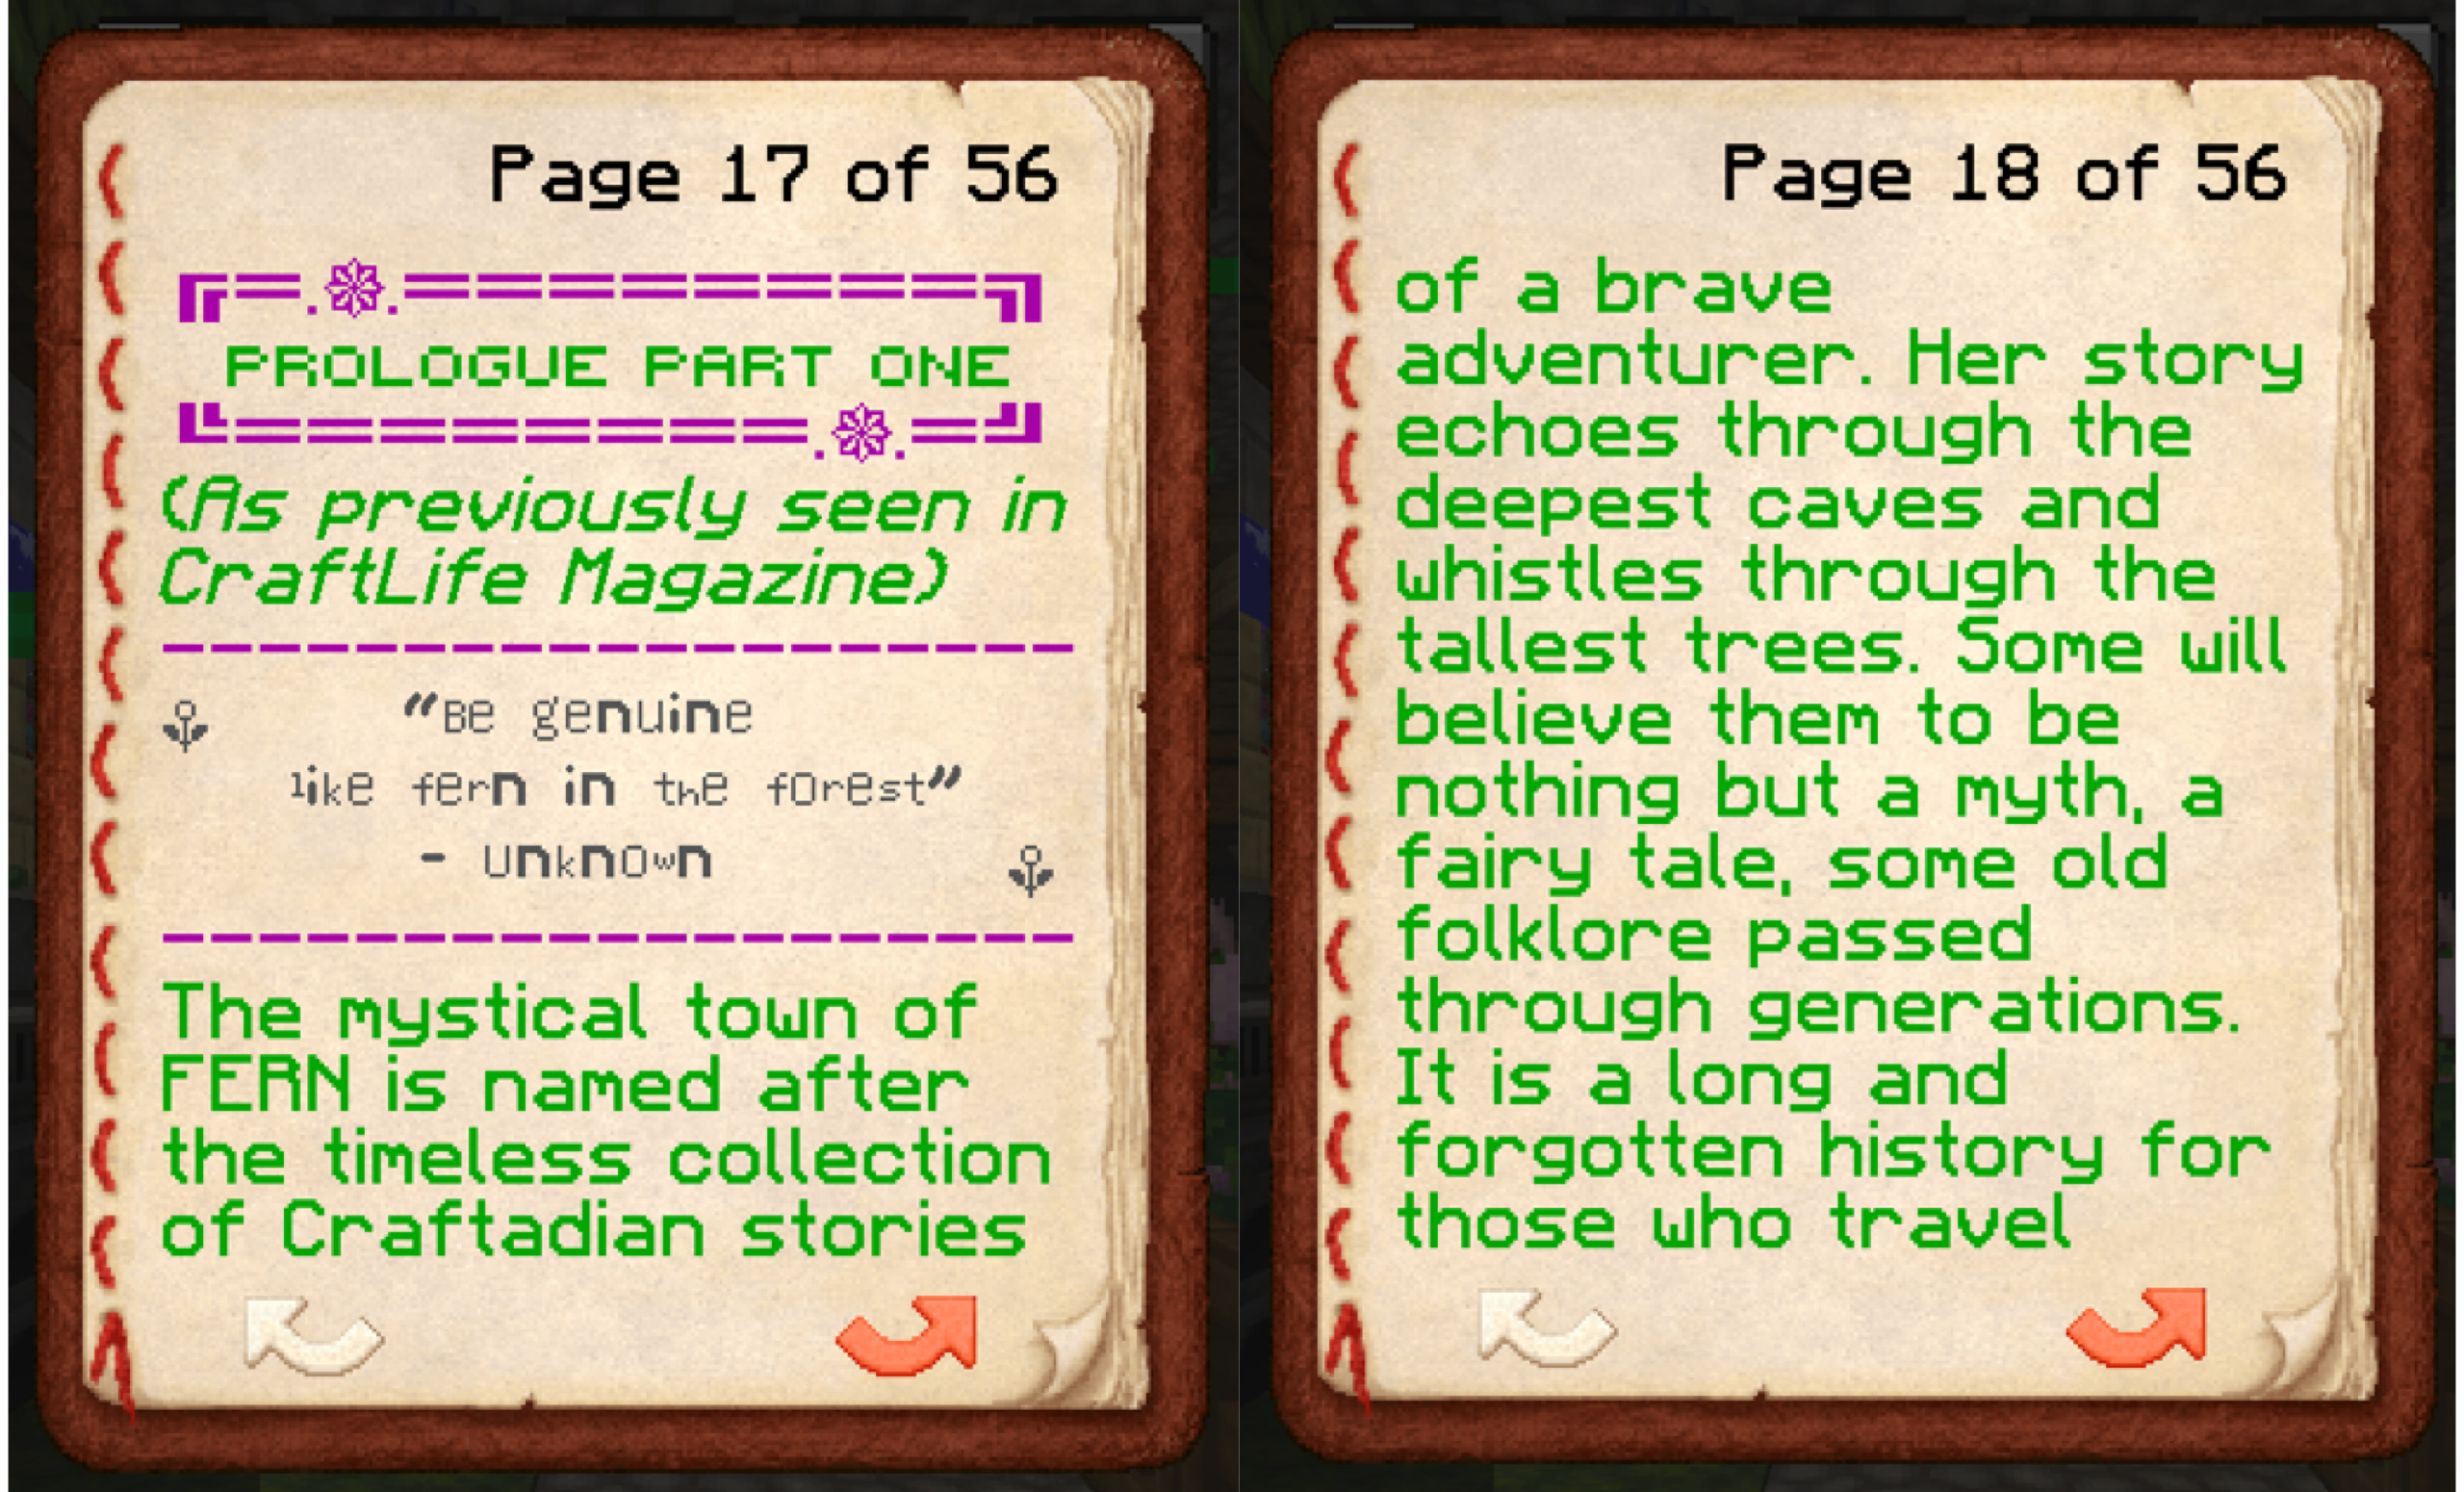 Page 17 of 56
╔═.❀.══════════╗
PROLOGUE PART ONE
╚══════════.❀.═╝
(As previously seen in
CraftLife Magazine)
-------------------
"Be genuine
like fern in the forest"
- Unknown
-------------------
The mystical town of
FERN is named after
the timeless collection
of Craftadian stories
Page 18 of 56
of a brave
adventurer. Her story
echoes through the
deepest caves and
whistles through the
tallest trees. Some will
believe them to be
nothing but a myth, a
fairy tale, some old
folklore passed
through generations.
It is a long and
forgotten history for
those who travel